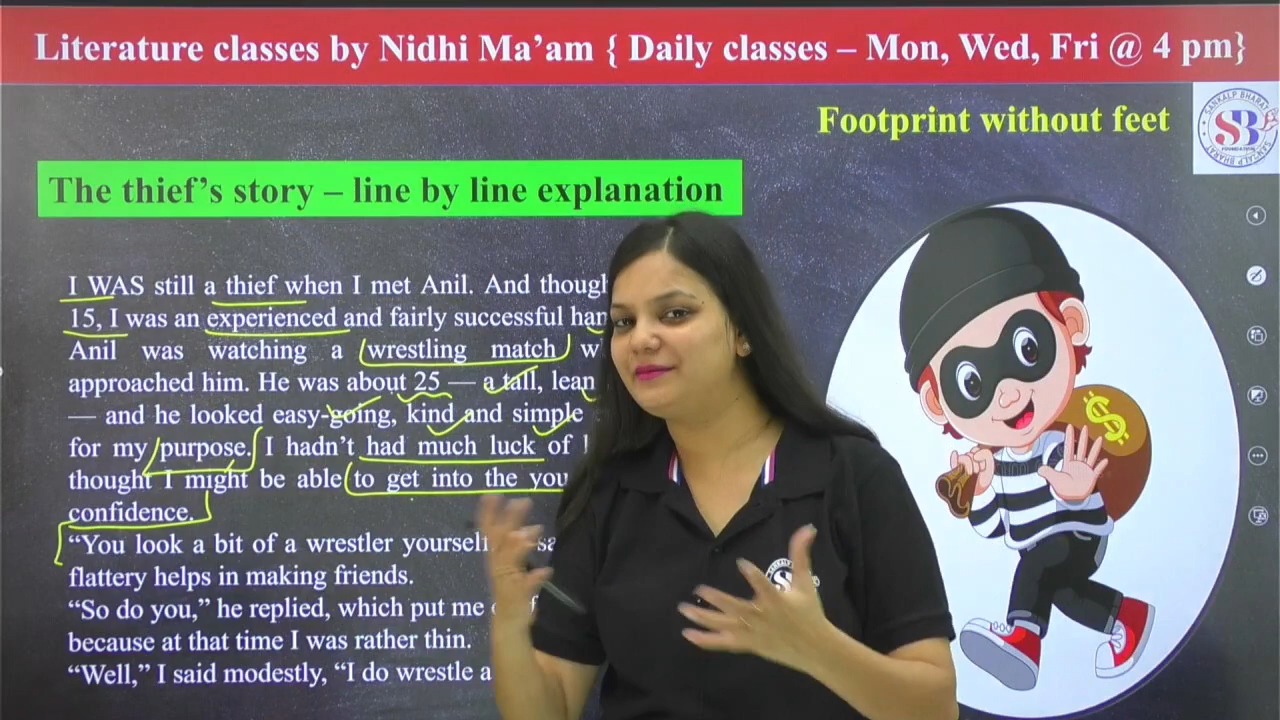 Literature classes by Nidhi Ma’am { Daily classes – Mon, Wed, Fri @ 4 pm}
Footprint without feet
SANKALP BHARAT
SB
FOUNDATION
The thief’s story – line by line explanation
I WAS still a thief when I met Anil. And though
15, I was an experienced and fairly successful
Anil was watching a wrestling match
approached him. He was about 25 — a tall, lean
— and he looked easy-going, kind and simple
for my purpose. I hadn’t had much luck of
thought I might be able to get into the
confidence.
“You look a bit of a wrestler yourself
flattery helps in making friends.
“So do you,” he replied, which put me
because at that time I was rather thin.
“Well,” I said modestly, “I do wrestle a
$